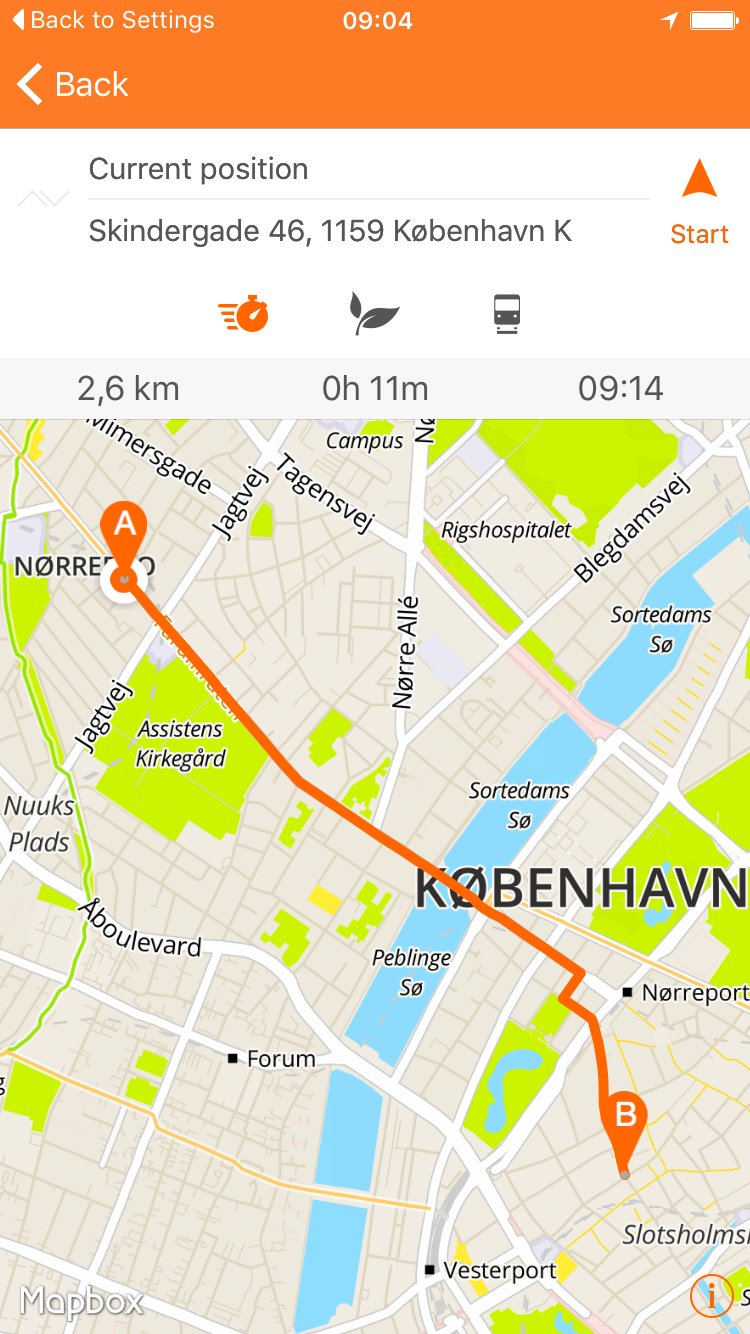 Back to Settings
09:04
Back
Current position
Skindergade 46, 1159 København K
Start
2,6 km
0h 11m
09:14
Mimersgade
Campus
Jagtvej
Tagensvej
A
Rigshospitalet
Blegdamsvej
Sortedams
Sø
Nørre Allé
Jagtvej
Assistens
Kirkegård
Sortedams
Sø
Nuuks
Plads
KØBENHAVN
Åboulevard
Peblinge
Sø
Nørreport
Forum
B
Slotsholms
Vesterport
Mapbox
i